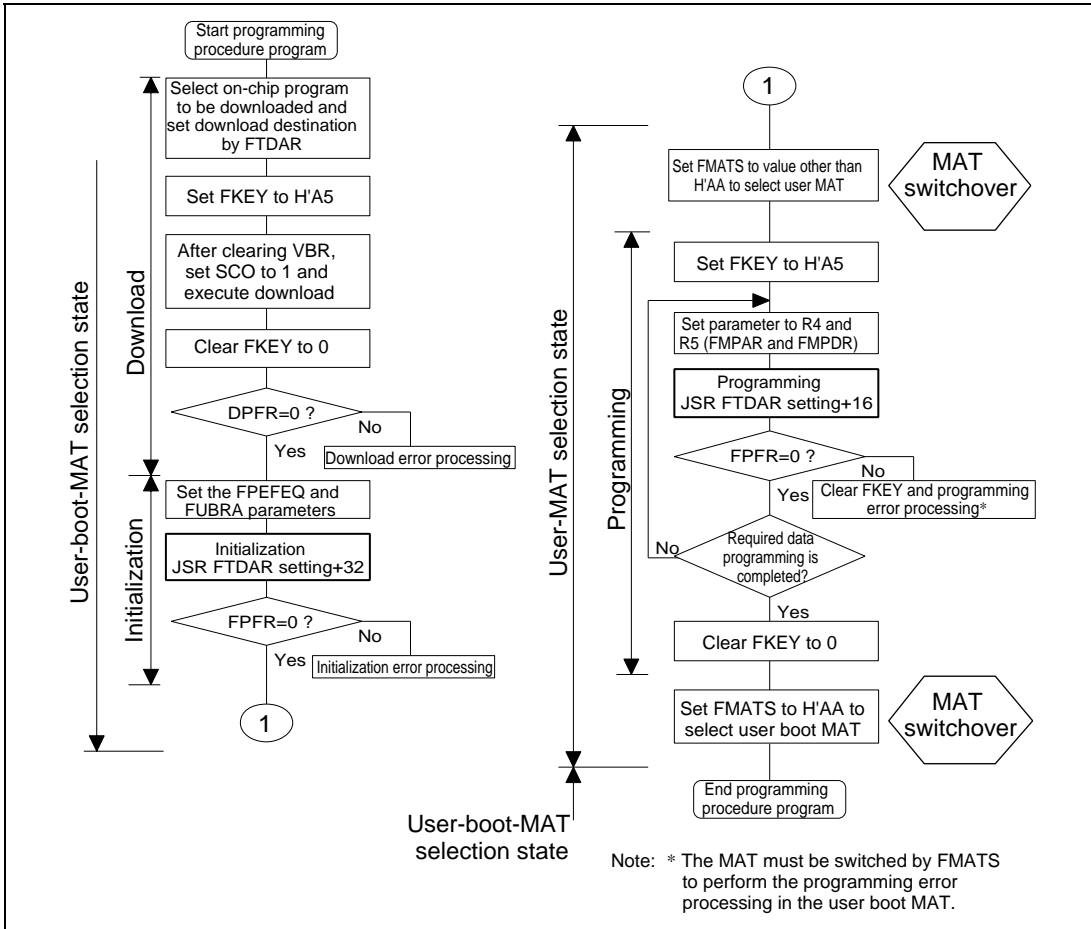 Start programming
procedure program
Select on-chip program
to be downloaded and
set download destination
by FTDAR
Set FKEY to H'A5
After clearing VBR,
set SCO to 1 and
execute download
Clear FKEY to 0
DPFR=0 ?
No
Yes
Download error processing
Set the FPEFEQ and
FUBRA parameters
Initialization
JSR FTDAR setting+32
FPFR=0 ?
No
Yes
Initialization error processing
1
Download
Initialization
User-boot-MAT selection state
1
Set FMATS to value other than
H'AA to select user MAT
MAT
switchover
Set FKEY to H'A5
Set parameter to R4 and
R5 (FMPAR and FMPDR)
Programming
JSR FTDAR setting+16
FPFR=0 ?
No
Yes
Clear FKEY and programming
error processing*
Required data
programming is
completed?
No
Yes
Clear FKEY to 0
Set FMATS to H'AA to
select user boot MAT
MAT
switchover
End programming
procedure program
Programming
User-MAT selection state
User-boot-MAT
selection state
Note: * The MAT must be switched by FMATS
to perform the programming error
processing in the user boot MAT.